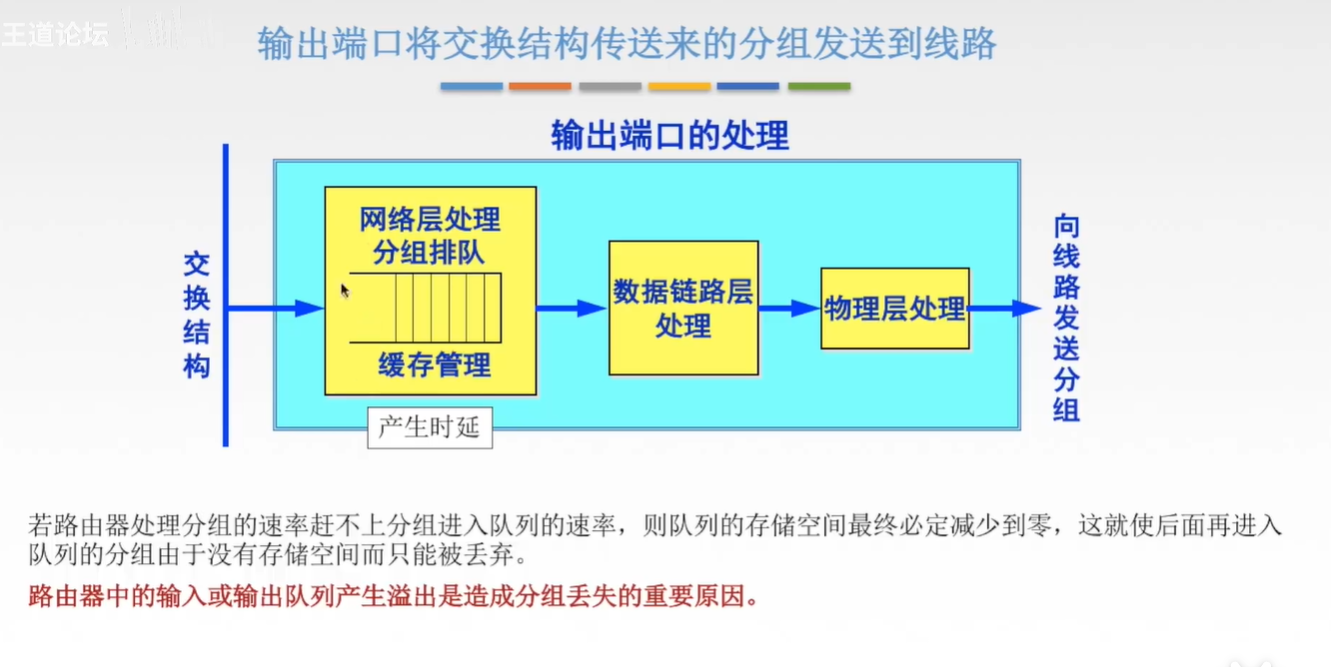 王道论坛
输出端口将交换结构传送来的分组发送到线路
输出端口的处理
交换结构
网络层处理
分组排队
缓存管理
产生时延
数据链路层
处理
物理层处理
向线路发送分组
若路由器处理分组的速率赶不上分组进入队列的速率，则队列的存储空间最终必定减少到零，这就使后面再进入
队列的分组由于没有存储空间而只能被丢弃。
路由器中的输入或输出队列产生溢出是造成分组丢失的重要原因。